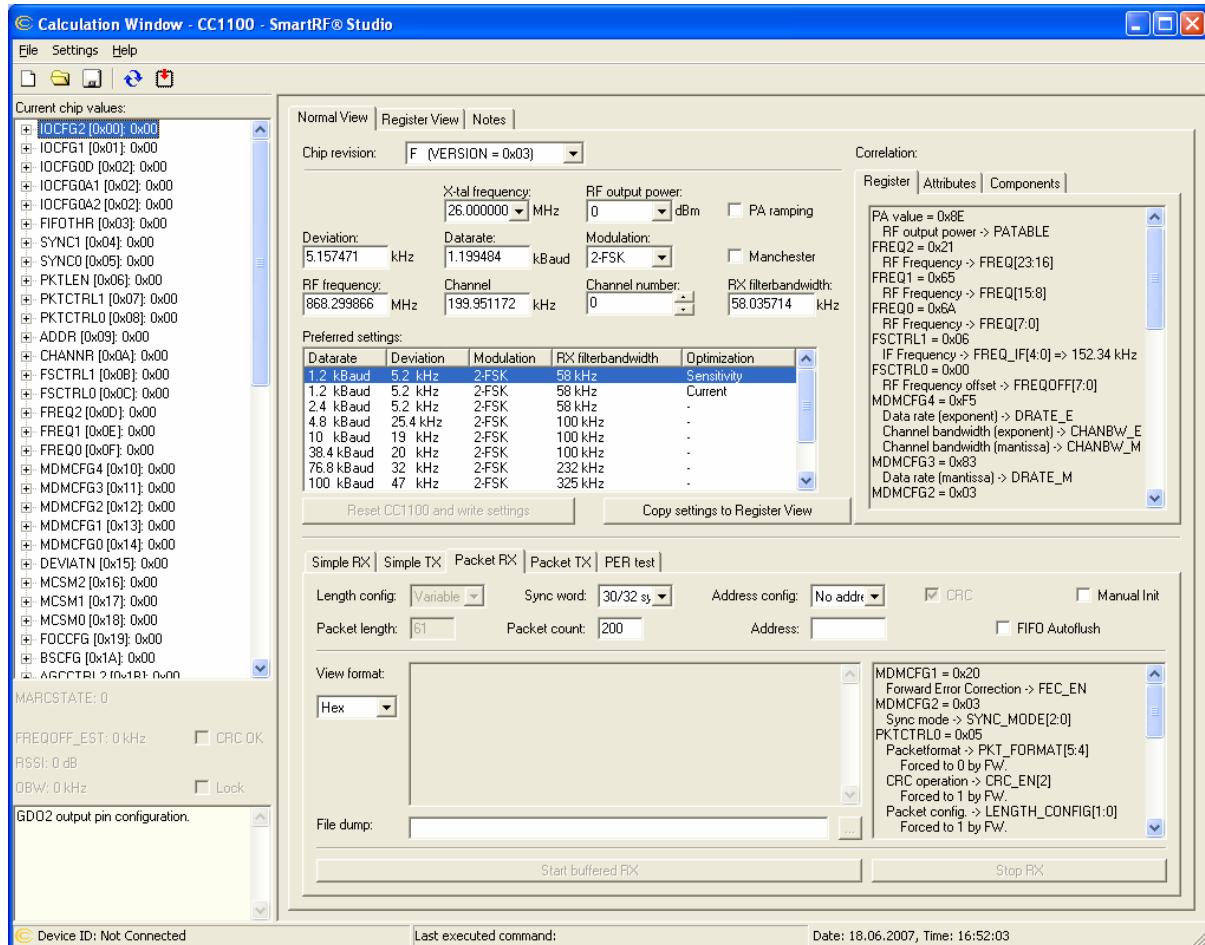 Calculation Window - CC1100 - SmartRF® Studio
File Settings Help
Current chip values:
IOCFG2 [0x00]: 0x00
IOCFG1 [0x01]: 0x00
IOCFG0D [0x02]: 0x00
IOCFG0A1 [0x02]: 0x00
IOCFG0A2 [0x02]: 0x00
FIFOTHR [0x03]: 0x00
SYNC1 [0x04]: 0x00
SYNC0 [0x05]: 0x00
PKTLEN [0x06]: 0x00
PKTCTRL1 [0x07]: 0x00
PKTCTRL0 [0x08]: 0x00
ADDR [0x09]: 0x00
CHANNR [0x0A]: 0x00
FSCTRL1 [0x0B]: 0x00
FSCTRL0 [0x0C]: 0x00
FREQ2 [0x0D]: 0x00
FREQ1 [0x0E]: 0x00
FREQ0 [0x0F]: 0x00
MDMCFG4 [0x10]: 0x00
MDMCFG3 [0x11]: 0x00
MDMCFG2 [0x12]: 0x00
MDMCFG1 [0x13]: 0x00
MDMCFG0 [0x14]: 0x00
DEVIATN [0x15]: 0x00
MCSM2 [0x16]: 0x00
MCSM1 [0x17]: 0x00
MCSM0 [0x18]: 0x00
FOCCFG [0x19]: 0x00
BSCFG [0x1A]: 0x00
AGCCTRL2 [0x1B]: 0x00
MARCSTATE: 0
FREQOFF_EST: 0 kHz CRC OK
RSSI: 0 dB
OBW: 0 kHz Lock
GDO2 output pin configuration.
Normal View Register View Notes
Chip revision: F (VERSION = 0x03)
X-tal frequency: RF output power:
26.000000 MHz 0 dBm PA ramping
Deviation: Datarate: Modulation:
5.157471 kHz 1.199484 kBaud 2-FSK Manchester
RF frequency: Channel Channel number: RX filterbandwidth:
868.299866 MHz 199.951172 kHz 0 58.035714 kHz
Preferred settings:
Datarate Deviation Modulation RX filterbandwidth Optimization
1.2 kBaud 5.2 kHz 2-FSK 58 kHz Sensitivity
1.2 kBaud 5.2 kHz 2-FSK 58 kHz Current
2.4 kBaud 5.2 kHz 2-FSK 58 kHz -
4.8 kBaud 25.4 kHz 2-FSK 100 kHz -
10 kBaud 19 kHz 2-FSK 100 kHz -
38.4 kBaud 20 kHz 2-FSK 100 kHz -
76.8 kBaud 32 kHz 2-FSK 232 kHz -
100 kBaud 47 kHz 2-FSK 325 kHz -
Reset CC1100 and write settings Copy settings to Register View
Correlation:
Register Attributes Components
PA value = 0x8E
RF output power -> PATABLE
FREQ2 = 0x21
RF Frequency -> FREQ[23:16]
FREQ1 = 0x65
RF Frequency -> FREQ[15:8]
FREQ0 = 0x6A
RF Frequency -> FREQ[7:0]
FSCTRL1 = 0x06
IF Frequency -> FREQ_IF[4:0] => 152.34 kHz
FSCTRL0 = 0x00
RF Frequency offset -> FREQOFF[7:0]
MDMCFG4 = 0xF5
Data rate (exponent) -> DRATE_E
Channel bandwidth (exponent) -> CHANBW_E
Channel bandwidth (mantissa) -> CHANBW_M
MDMCFG3 = 0x83
Data rate (mantissa) -> DRATE_M
MDMCFG2 = 0x03
Simple RX Simple TX Packet RX Packet TX PER test
Length config: Variable Sync word: 30/32 sy Address config: No addre CRC Manual Init
Packet length: 61 Packet count: 200 Address: FIFO Autoflush
View format:
Hex
File dump: ...
MDMCFG1 = 0x20
Forward Error Correction -> FEC_EN
MDMCFG2 = 0x03
Sync mode -> SYNC_MODE[2:0]
PKTCTRL0 = 0x05
Packetformat -> PKT_FORMAT[5:4]
Forced to 0 by FW.
CRC operation -> CRC_EN[2]
Forced to 1 by FW.
Packet config. -> LENGTH_CONFIG[1:0]
Forced to 1 by FW.
Start buffered RX Stop RX
Device ID: Not Connected Last executed command: Date: 18.06.2007, Time: 16:52:03